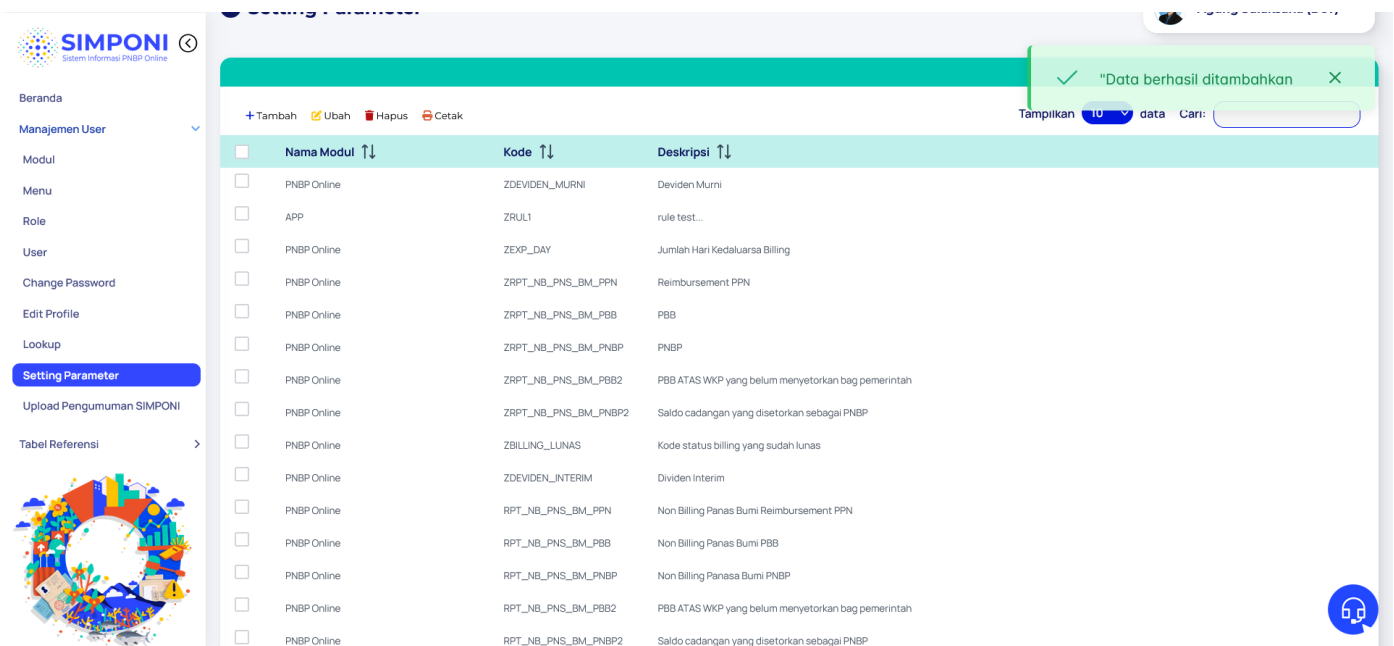 Setting Parameter
SIMPONI
Sistem Informasi PNBP Online
"Data berhasil ditambahkan
Beranda
Manajemen User
Modul
Menu
Role
User
Change Password
Edit Profile
Lookup
Setting Parameter
Upload Pengumuman SIMPONI
Tabel Referensi
Tambah Ubah Hapus Cetak
Tampilkan 10 data Cari:
Nama Modul Kode Deskripsi
PNBP Online ZDEVIDEN_MURNI Deviden Murni
APP ZRUL1 rule test...
PNBP Online ZEXP_DAY Jumlah Hari Kedaluarsa Billing
PNBP Online ZRPT_NB_PNS_BM_PPN Reimbursement PPN
PNBP Online ZRPT_NB_PNS_BM_PBB PBB
PNBP Online ZRPT_NB_PNS_BM_PNBP PNBP
PNBP Online ZRPT_NB_PNS_BM_PBB2 PBB ATAS WKP yang belum menyetorkan bag pemerintah
PNBP Online ZRPT_NB_PNS_BM_PNBP2 Saldo cadangan yang disetorkan sebagai PNBP
PNBP Online ZBILLING_LUNAS Kode status billing yang sudah lunas
PNBP Online ZDEVIDEN_INTERIM Dividen Interim
PNBP Online RPT_NB_PNS_BM_PPN Non Billing Panas Bumi Reimbursement PPN
PNBP Online RPT_NB_PNS_BM_PBB Non Billing Panas Bumi PBB
PNBP Online RPT_NB_PNS_BM_PNBP Non Billing Panasa Bumi PNBP
PNBP Online RPT_NB_PNS_BM_PBB2 PBB ATAS WKP yang belum menyetorkan bag pemerintah
PNBP Online RPT_NB_PNS_BM_PNBP2 Saldo cadangan yang disetorkan sebagai PNBP